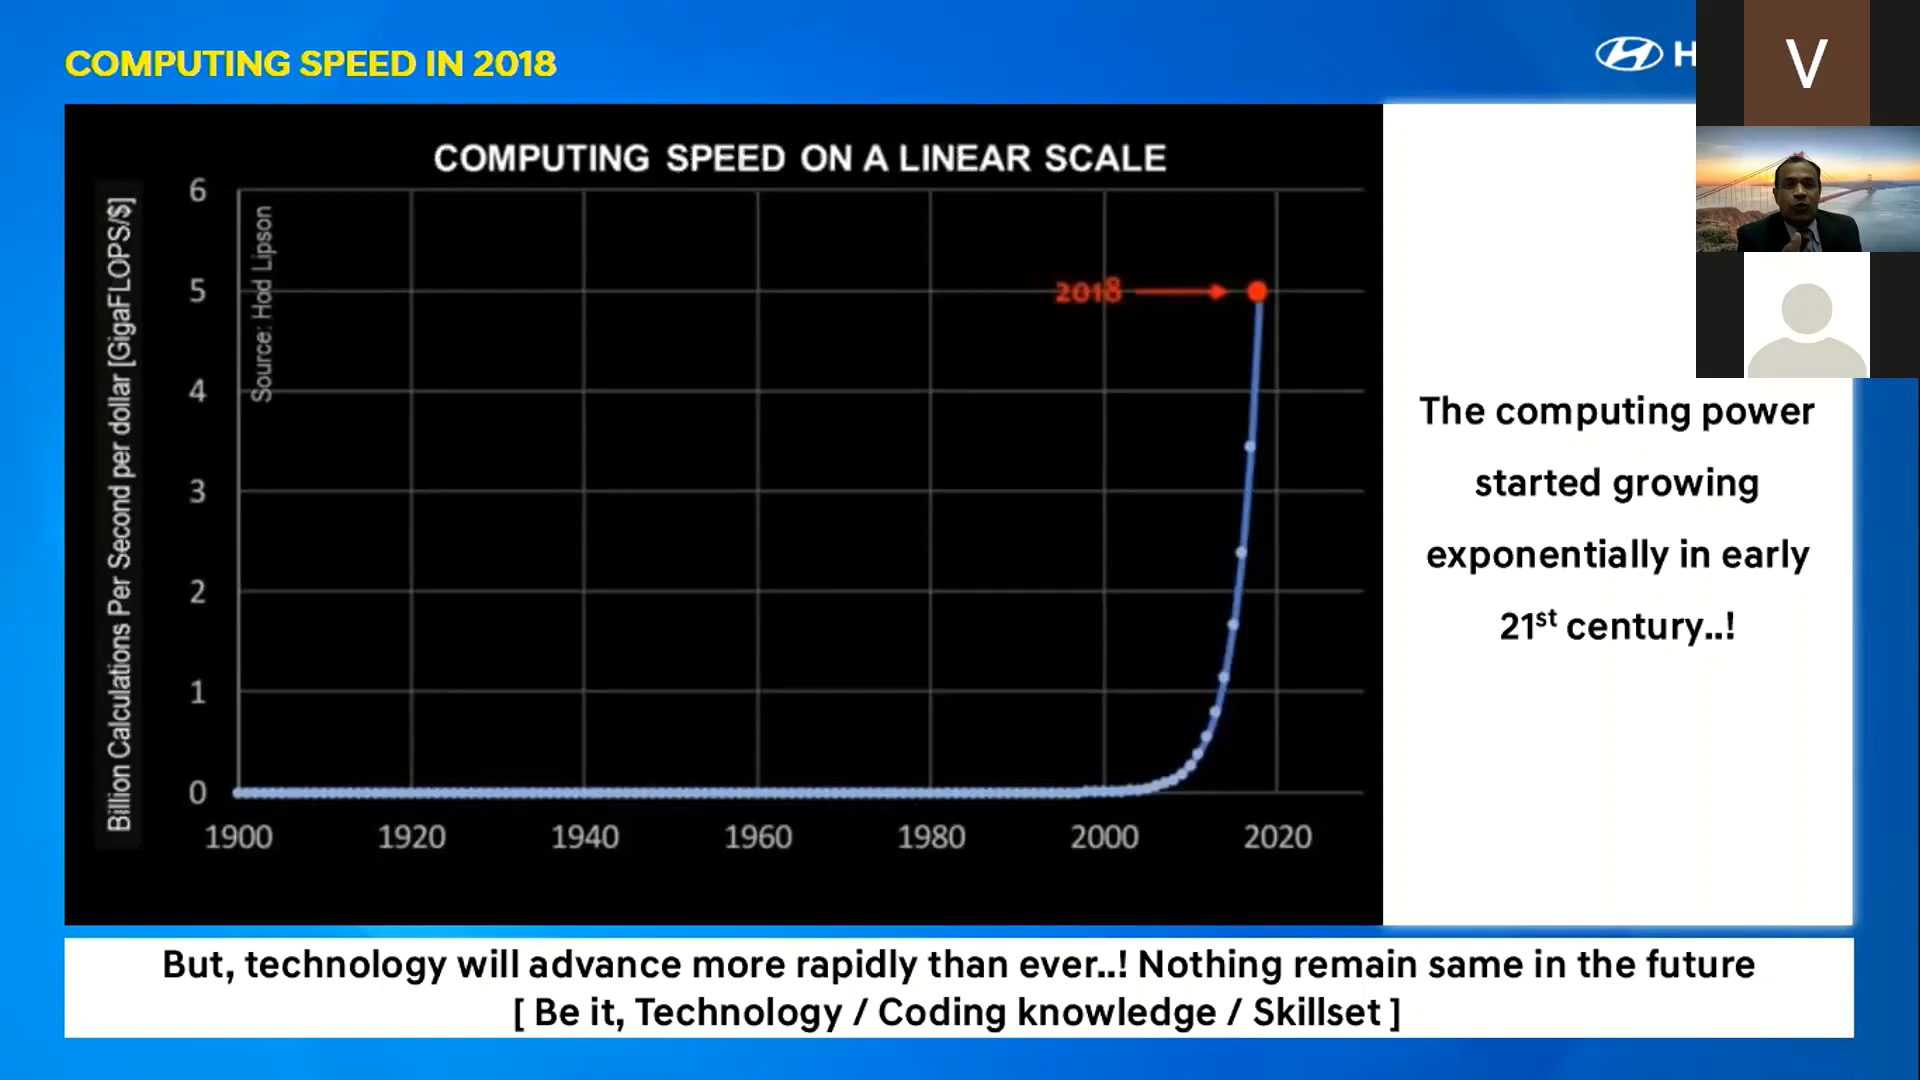 COMPUTING SPEED IN 2018
H
V
COMPUTING SPEED ON A LINEAR SCALE
Billion Calculations Per Second per dollar [GigaFLOPS/$]
Source: Hod Lipson
6
5
4
3
2
1
0
2018
1900 1920 1940 1960 1980 2000 2020
The computing power
started growing
exponentially in early
21st century..!
But, technology will advance more rapidly than ever..! Nothing remain same in the future
[ Be it, Technology / Coding knowledge / Skillset ]